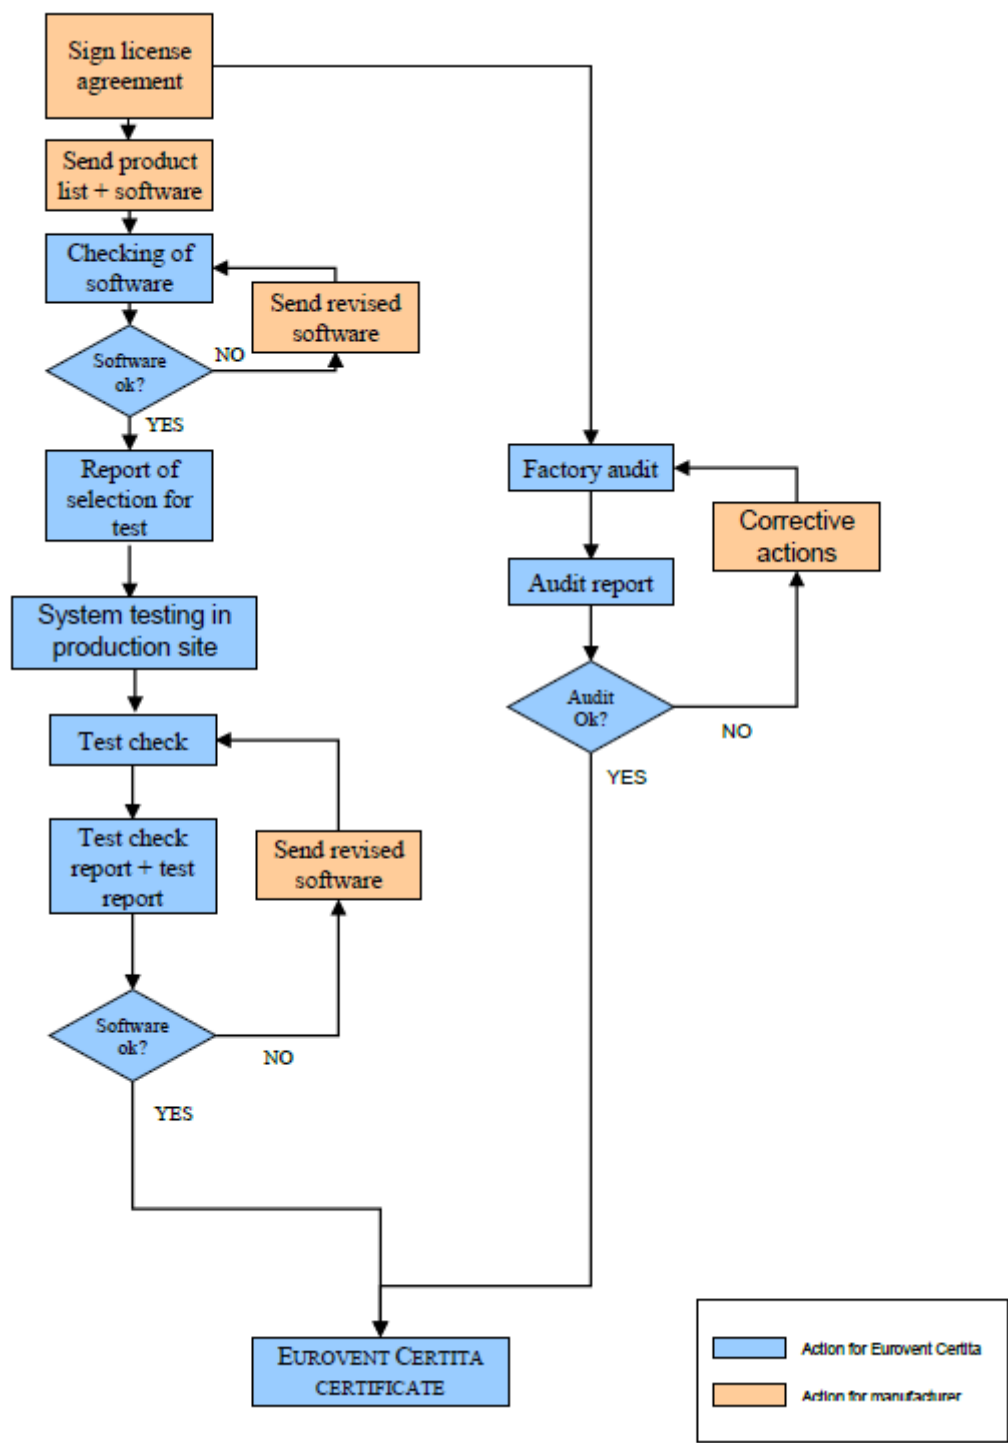 Sign license
agreement
Send product
list + software
Checking of
software
Send revised
software
Software
ok?
NO
YES
Report of
selection for
test
System testing in
production site
Test check
Test check
report + test
report
Send revised
software
Software
ok?
NO
YES
Factory audit
Corrective
actions
Audit report
Audit
Ok?
NO
YES
EUROVENT CERTITA
CERTIFICATE
Action for Eurovent Certita
Action for manufacturer